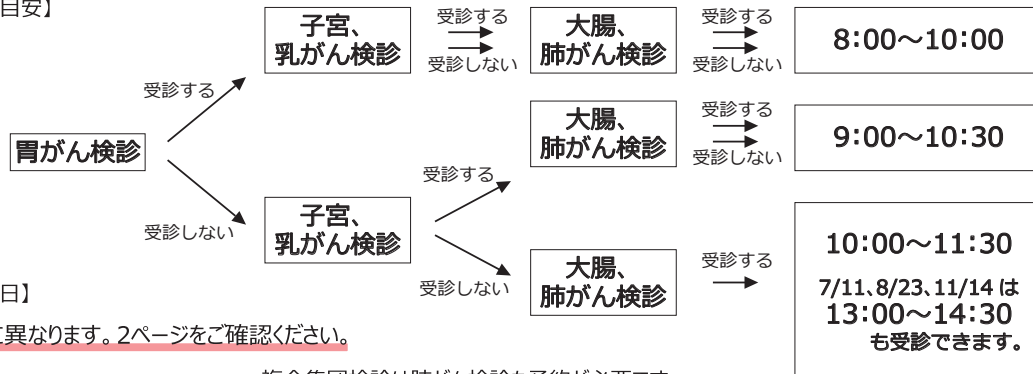 目安】
受診する
受診する
子宮、
乳がん検診
大腸、
肺がん検診
8:00～10:00
受診しない
受診しない
受診する
受診する
大腸、
肺がん検診
9:00～10:30
胃がん検診
受診しない
受診する
子宮、
乳がん検診
受診しない
10:00～11:30
受診する
大腸、
肺がん検診
7/11、8/23、11/14 は
受診しない
13:00～14:30
日】
も受診できます。
に異なります。2ページをご確認ください。